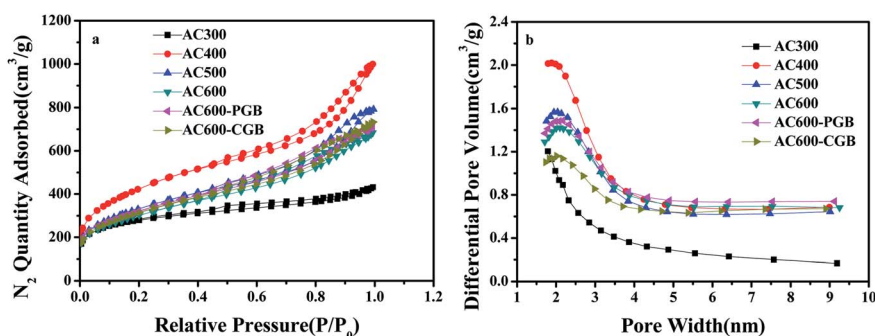 a
AC300
AC400
AC500
AC600
AC600-PGB
AC600-CGB
N₂ Quantity Adsorbed(cm³/g)
1200
1000
800
600
400
200
0
0.0 0.2 0.4 0.6 0.8 1.0 1.2
Relative Pressure(P/P₀)
b
AC300
AC400
AC500
AC600
AC600-PGB
AC600-CGB
Differential Pore Volume(cm³/g)
2.4
2.0
1.6
1.2
0.8
0.4
0.0
1 2 3 4 5 6 7 8 9 10
Pore Width(nm)